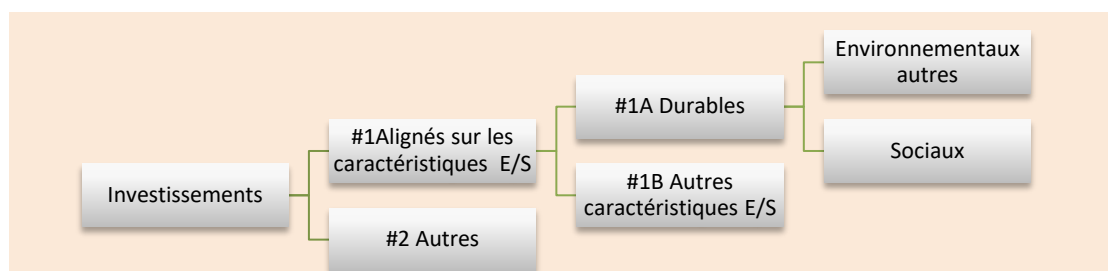 Investissements
#1Alignés sur les
caractéristiques E/S
#2 Autres
#1A Durables
#1B Autres
caractéristiques E/S
Environnementaux
autres
Sociaux